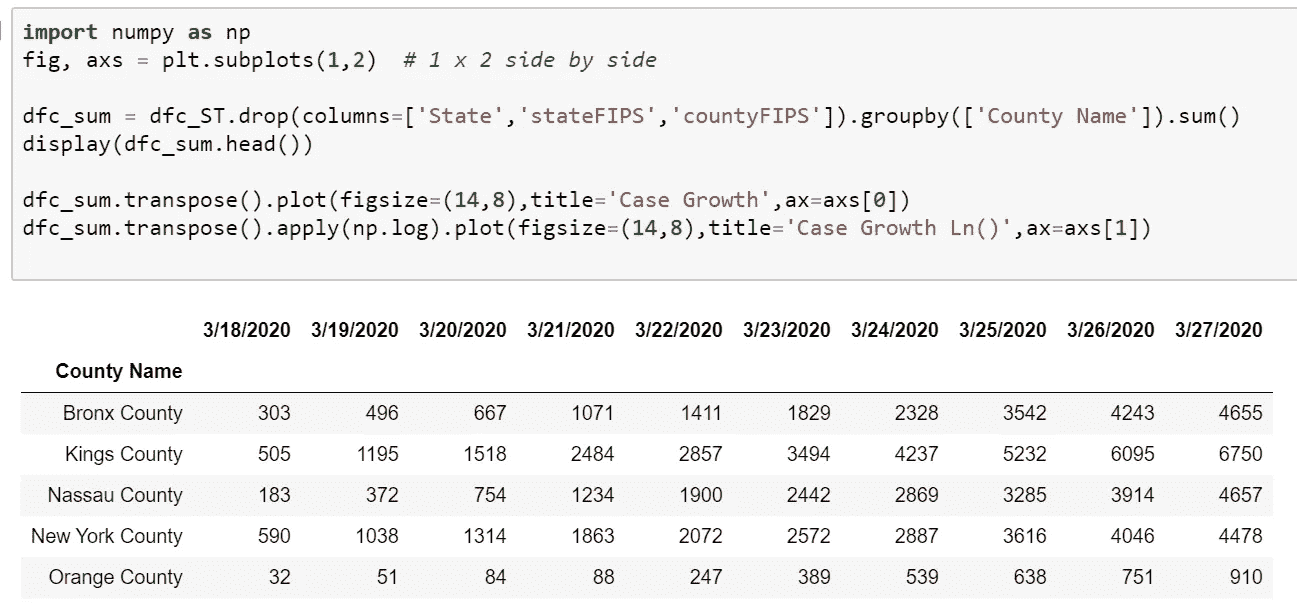 import numpy as np
fig, axs = plt.subplots(1,2)  # 1 x 2 side by side
dfc_sum = dfc_ST.drop(columns=['State','stateFIPS','countyFIPS']).groupby(['County Name']).sum()
display(dfc_sum.head())
dfc_sum.transpose().plot(figsize=(14,8),title='Case Growth',ax=axs[0])
dfc_sum.transpose().apply(np.log).plot(figsize=(14,8),title='Case Growth Ln()',ax=axs[1])
3/18/2020 3/19/2020 3/20/2020 3/21/2020 3/22/2020 3/23/2020 3/24/2020 3/25/2020 3/26/2020 3/27/2020
County Name
Bronx County 303 496 667 1071 1411 1829 2328 3542 4243 4655
Kings County 505 1195 1518 2484 2857 3494 4237 5232 6095 6750
Nassau County 183 372 754 1234 1900 2442 2869 3285 3914 4657
New York County 590 1038 1314 1863 2072 2572 2887 3616 4046 4478
Orange County 32 51 84 88 247 389 539 638 751 910